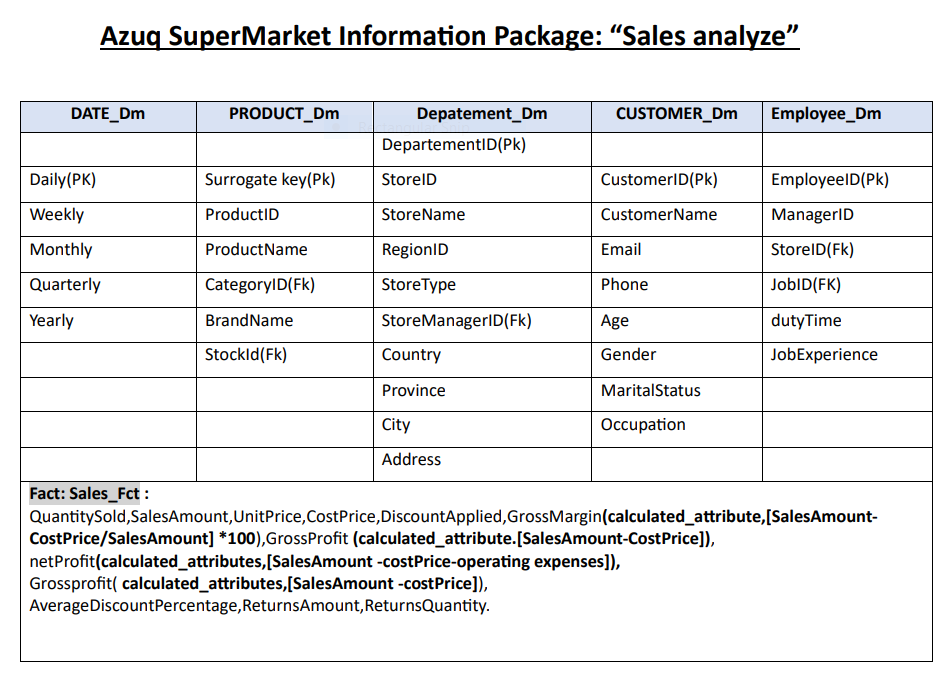 Azuq SuperMarket Information Package: “Sales analyze”
DATE_Dm PRODUCT_Dm Depatement_Dm CUSTOMER_Dm Employee_Dm
DepartementID(Pk)
Daily(PK) Surrogate key(Pk) StoreID CustomerID(Pk) EmployeeID(Pk)
Weekly ProductID StoreName CustomerName ManagerID
Monthly ProductName RegionID Email StoreID(Fk)
Quarterly CategoryID(Fk) StoreType Phone JobID(FK)
Yearly BrandName StoreManagerID(Fk) Age dutyTime
StockId(Fk) Country Gender JobExperience
Province MaritalStatus
City Occupation
Address
Fact: Sales_Fct :
QuantitySold,SalesAmount,UnitPrice,CostPrice,DiscountApplied,GrossMargin(calculated_attribute,[SalesAmount-
CostPrice/SalesAmount] *100),GrossProfit (calculated_attribute.[SalesAmount-CostPrice]),
netProfit(calculated_attributes,[SalesAmount -costPrice-operating expenses]),
Grossprofit( calculated_attributes,[SalesAmount -costPrice]),
AverageDiscountPercentage,ReturnsAmount,ReturnsQuantity.